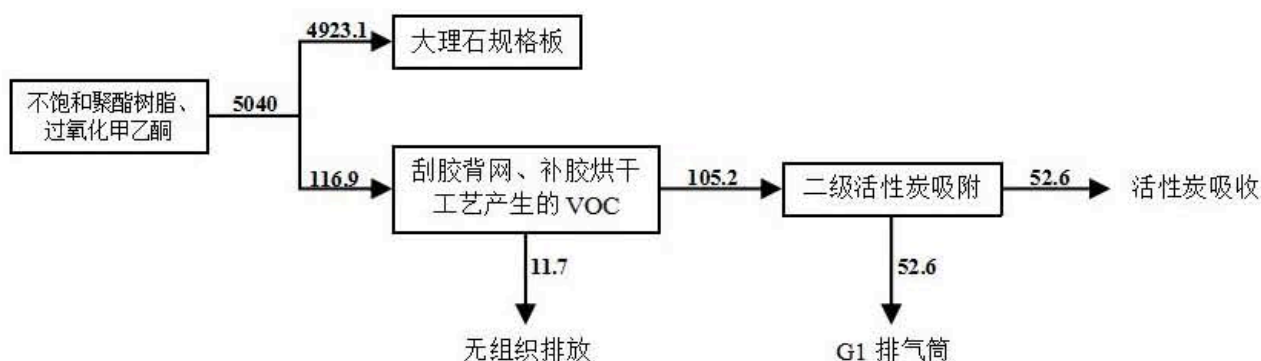 4923.1
大理石规格板
不饱和聚酯树脂、
过氧化甲乙酮
5040
116.9
刮胶背网、补胶烘干
工艺产生的 VOC
105.2
二级活性炭吸附
52.6
活性炭吸收
11.7
52.6
无组织排放
G1 排气筒